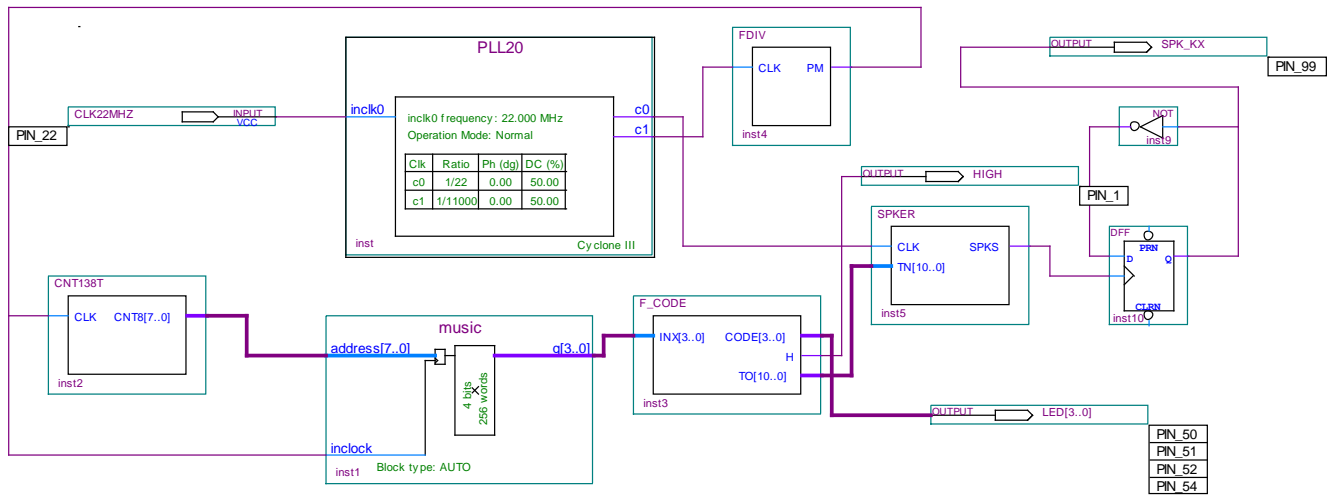 PLL20
inclk0
inclk0 frequency: 22.000 MHz
Operation Mode: Normal
Clk Ratio Ph (dg) DC (%)
c0 1/22 0.00 50.00
c1 1/11000 0.00 50.00
c0
c1
inst
Cyclone III
CLK22MHZ
INPUT
VCC
PIN_22
FDIV
CLK PM
inst4
OUTPUT SPK_KX
PIN_99
NOT
inst9
OUTPUT HIGH
PIN_1
SPKER
CLK SPKS
TN[10..0]
inst5
DFF
PRN
D Q
CLRN
inst10
CNT138T
CLK CNT8[7..0]
inst2
music
address[7..0] q[3..0]
4 bits
256 words
inclock
Block type: AUTO
inst1
F_CODE
INX[3..0] CODE[3..0]
H
TO[10..0]
inst3
OUTPUT LED[3..0]
PIN_50
PIN_51
PIN_52
PIN_54